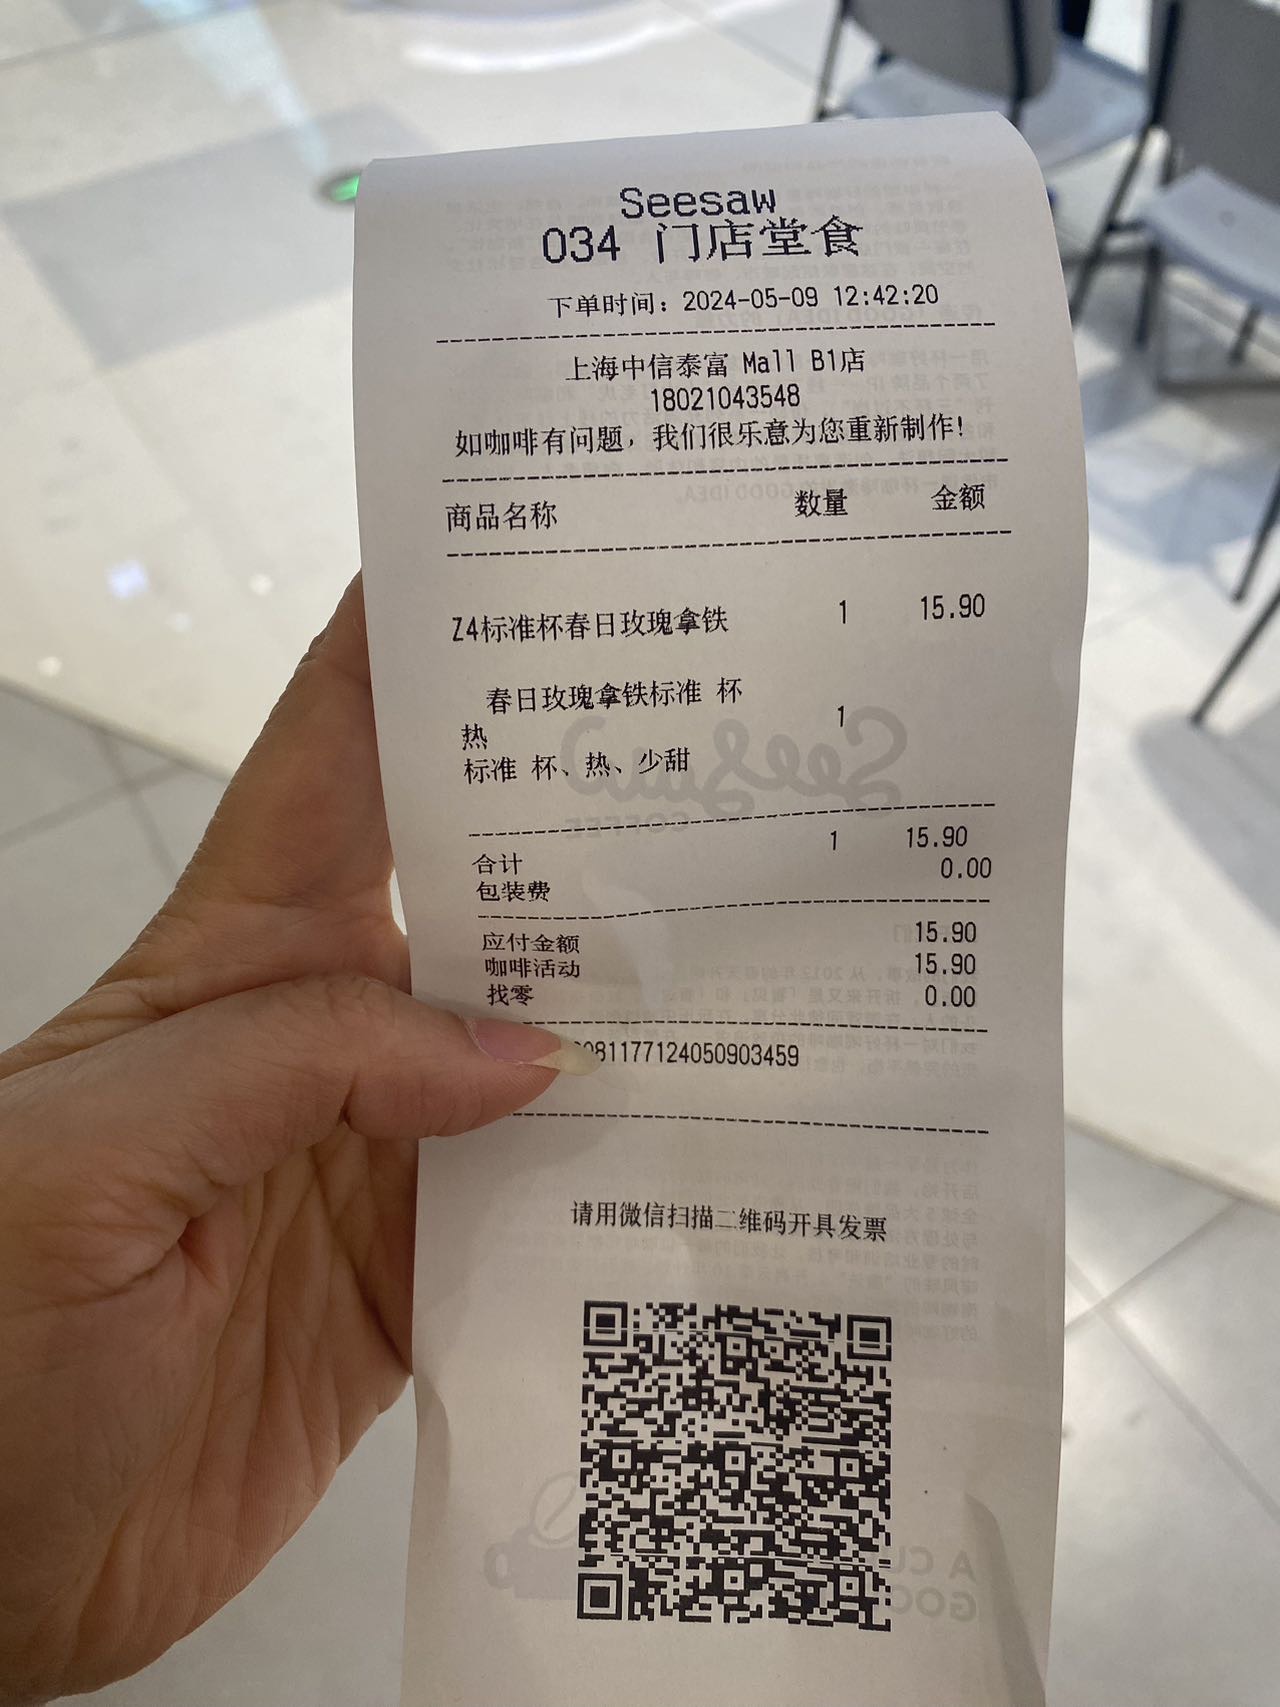 Seesaw
034 门店堂食
下单时间：2024-05-09 12:42:20
上海中信泰富 Mall B1店
18021043548
如咖啡有问题，我们很乐意为您重新制作！
商品名称 数量 金额
Z4标准杯春日玫瑰拿铁 1 15.90
春日玫瑰拿铁标准 杯
热 1
标准 杯、热、少甜
合计 1 15.90
包装费 0.00
应付金额 15.90
咖啡活动 15.90
找零 0.00
081177124050903459
请用微信扫描二维码开具发票